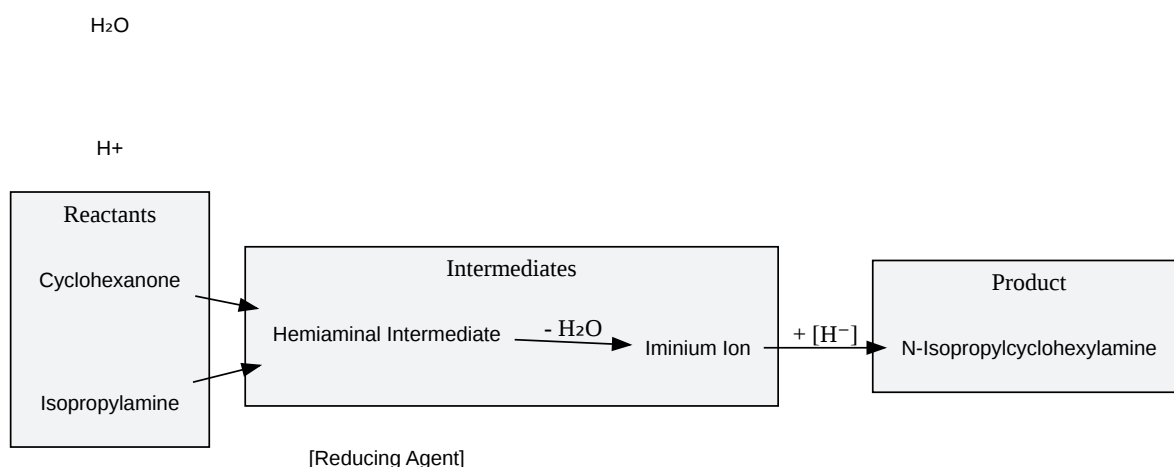 H₂O
H+
Reactants
Cyclohexanone
Isopropylamine
Intermediates
Hemiaminal Intermediate
- H₂O
Iminium Ion
+ [H⁻]
Product
N-Isopropylcyclohexylamine
[Reducing Agent]